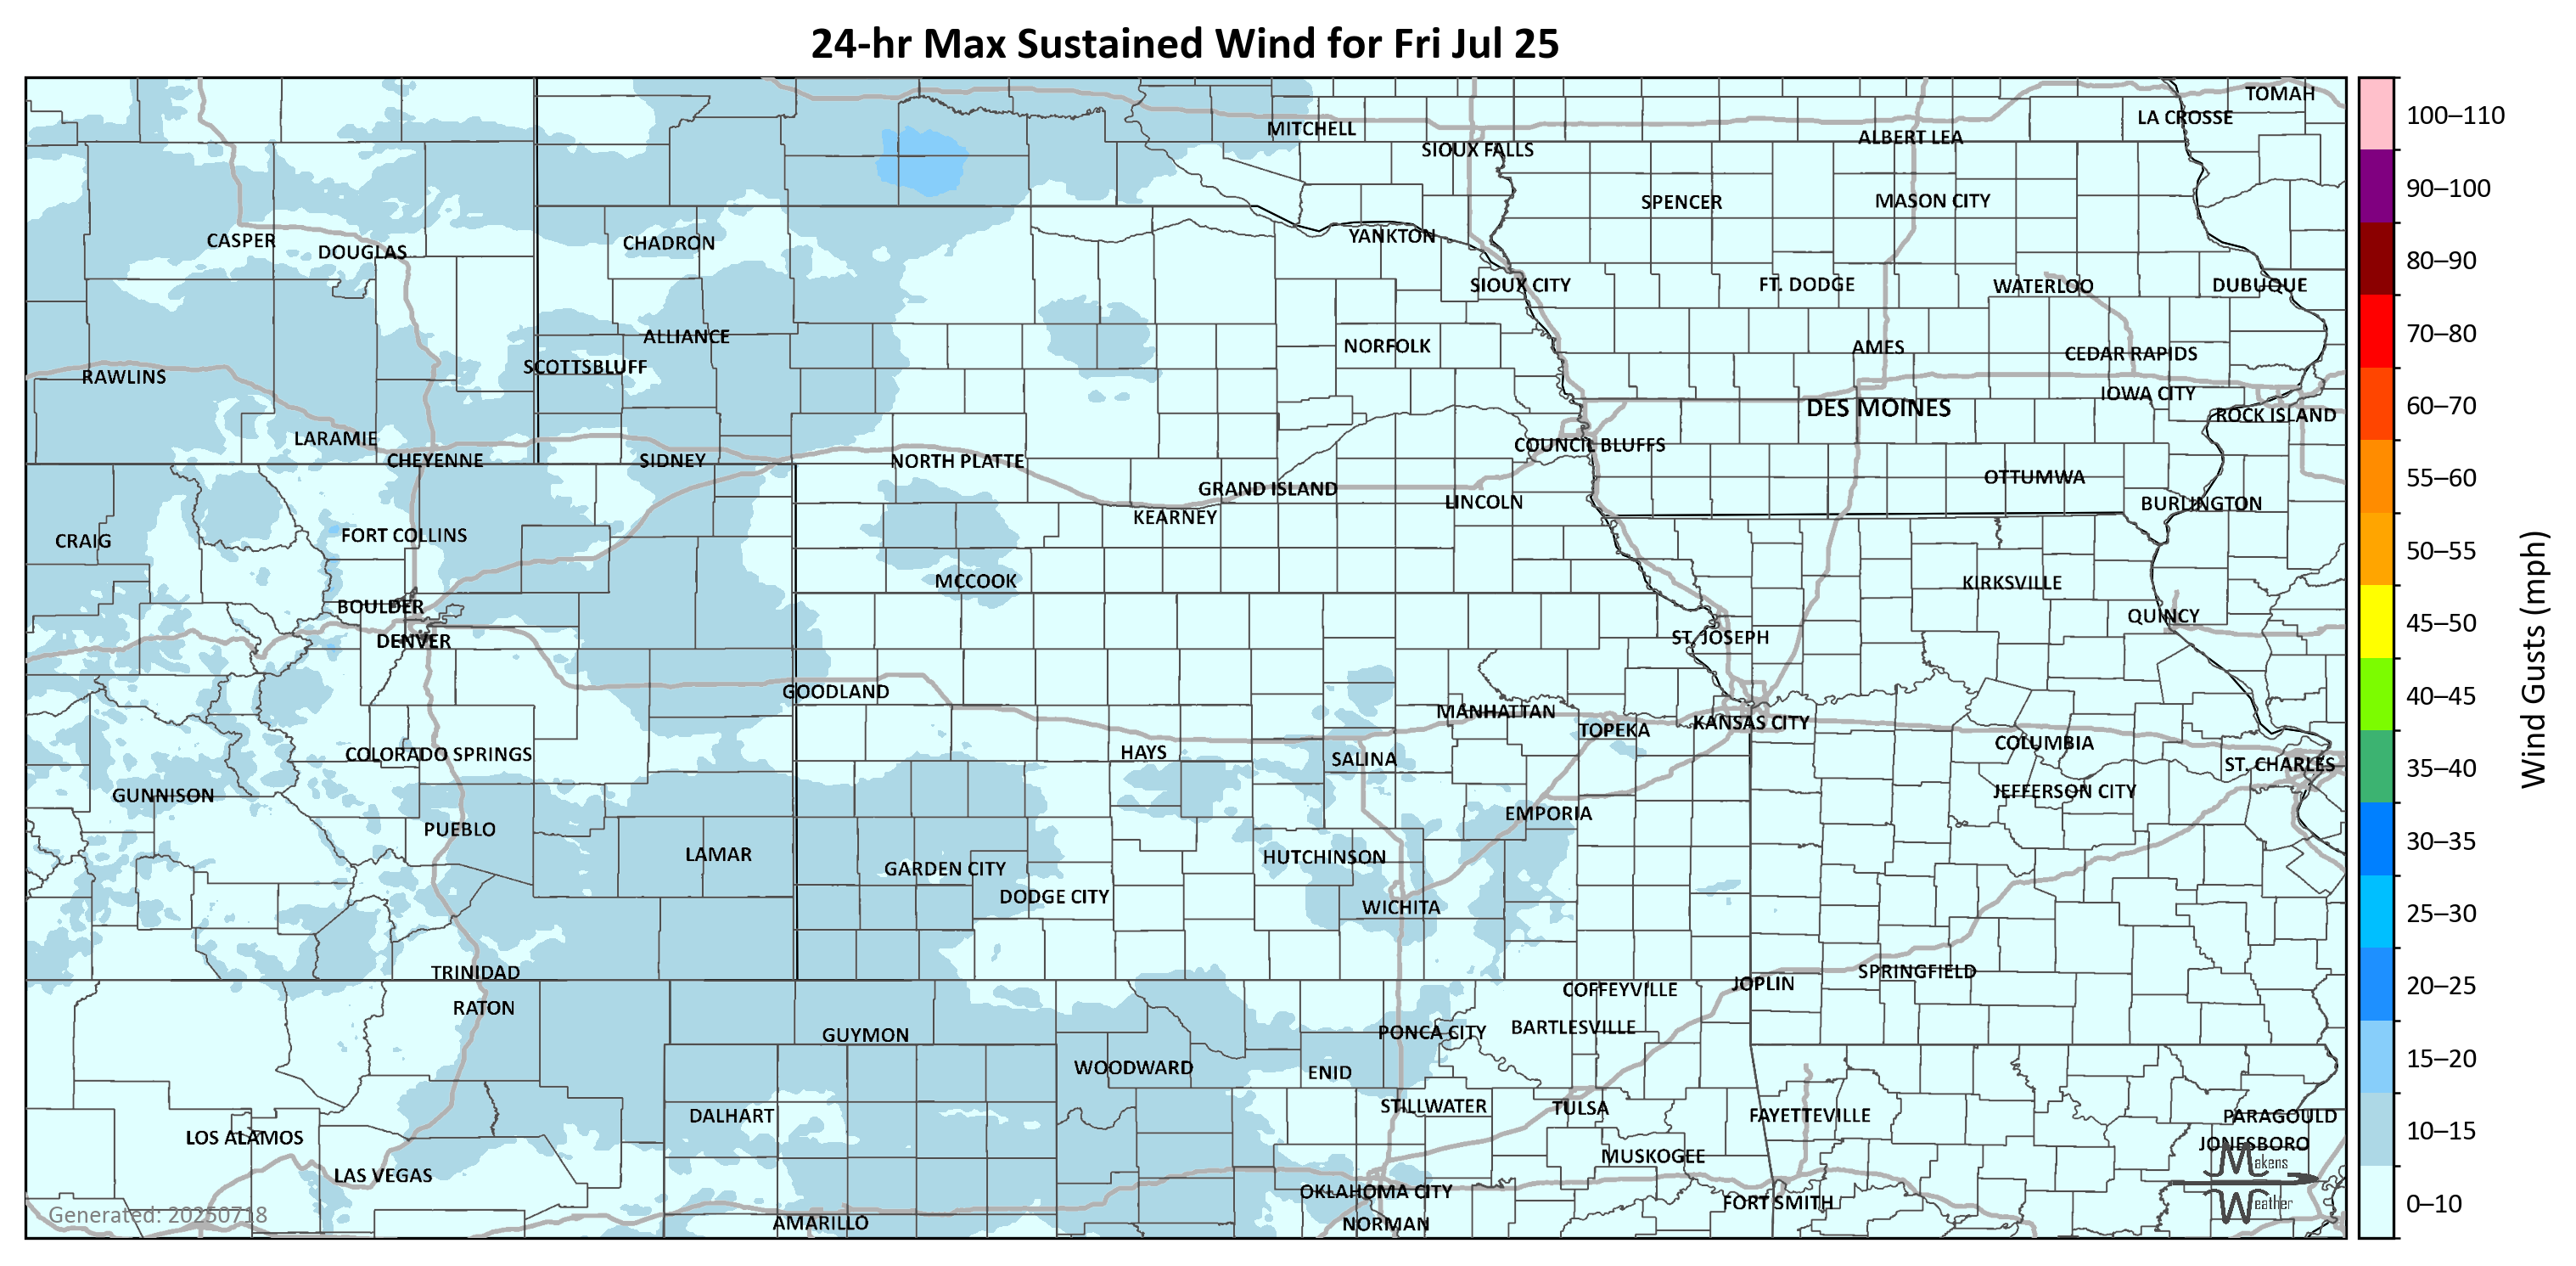 24-hr Max Sustained Wind for Fri Jul 25
TOMAH
LA CROSSE
MITCHELL
ALBERT LEA
SIOUX FALLS
SPENCER
MASON CITY
CASPER
DOUGLAS
CHADRON
YANKTON
SIOUX CITY
FT. DODGE
WATERLOO
DUBUQUE
ALLIANCE
NORFOLK
AMES
CEDAR RAPIDS
SCOTTSBLUFF
RAWLINS
IOWA CITY
DES MOINES
ROCK ISLAND
LARAMIE
COUNCIL BLUFFS
CHEYENNE
SIDNEY
NORTH PLATTE
OTTUMWA
GRAND ISLAND
LINCOLN
BURLINGTON
KEARNEY
FORT COLLINS
CRAIG
MCCOOK
KIRKSVILLE
BOULDER
QUINCY
DENVER
ST. JOSEPH
GOODLAND
MANHATTAN
TOPEKA
KANSAS CITY
COLUMBIA
COLORADO SPRINGS
HAYS
SALINA
ST. CHARLES
GUNNISON
JEFFERSON CITY
EMPORIA
PUEBLO
LAMAR
HUTCHINSON
GARDEN CITY
DODGE CITY
WICHITA
TRINIDAD
SPRINGFIELD
JOPLIN
COFFEYVILLE
RATON
BARTLESVILLE
GUYMON
PONCA CITY
WOODWARD
ENID
STILLWATER
TULSA
DALHART
FAYETTEVILLE
PARAGOULD
LOS ALAMOS
JONESBORO
MUSKOGEE
LAS VEGAS
OKLAHOMA CITY
FORT SMITH
AMARILLO
NORMAN
Generated: 20250718
Makens
Weather
100–110
90–100
80–90
70–80
60–70
55–60
50–55
45–50
40–45
35–40
30–35
25–30
20–25
15–20
10–15
0–10
Wind Gusts (mph)